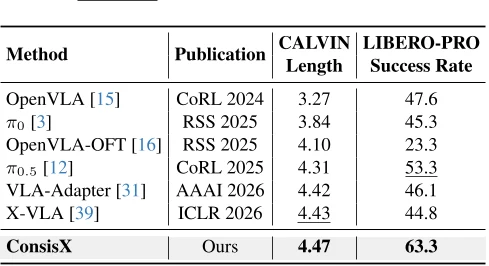 Method Publication CALVIN Length LIBERO-PRO Success Rate
OpenVLA [15] CoRL 2024 3.27 47.6
π0 [3] RSS 2025 3.84 45.3
OpenVLA-OFT [16] RSS 2025 4.10 23.3
π0.5 [12] CoRL 2025 4.31 53.3
VLA-Adapter [31] AAAI 2026 4.42 46.1
X-VLA [39] ICLR 2026 4.43 44.8
ConsisX Ours 4.47 63.3